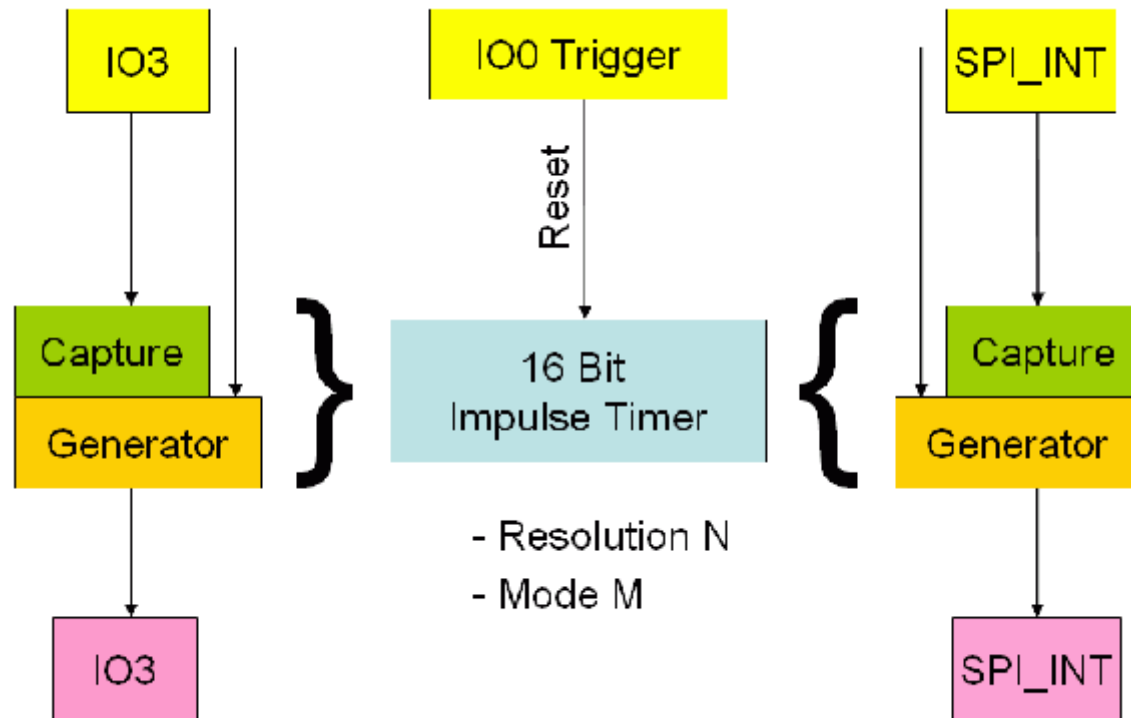 IO3
IO0 Trigger
SPI_INT
Reset
Capture
Generator
16 Bit
Impulse Timer
Capture
Generator
- Resolution N
- Mode M
IO3
SPI_INT